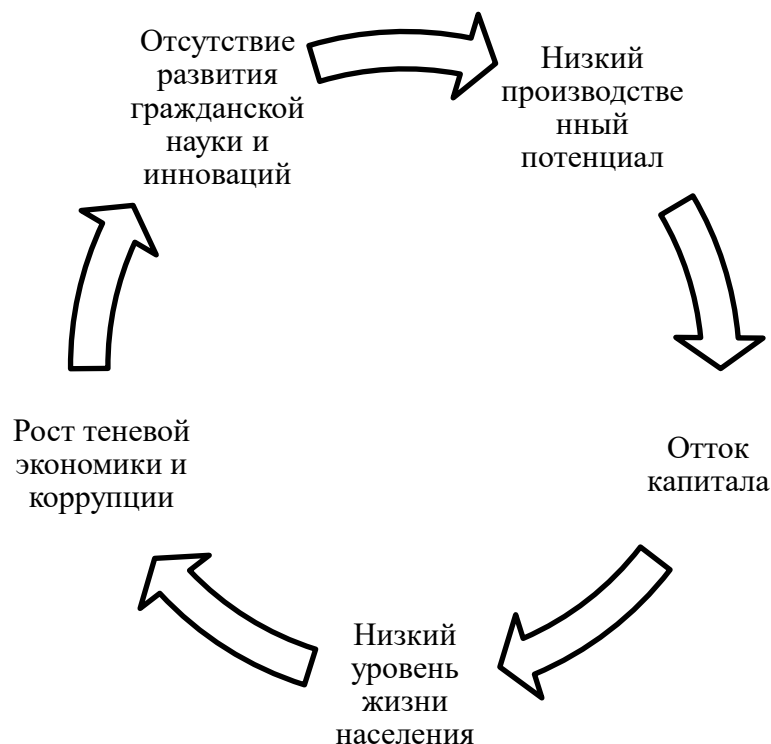 Отсутствие
развития
гражданской
науки и
инноваций
Низкий
производстве
нный
потенциал
Отток
капитала
Низкий
уровень
жизни
населения
Рост теневой
экономики и
коррупции